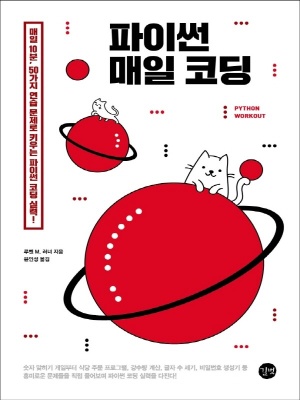 파이썬
매일 코딩
매일 10분, 50가지 연습 문제로 키우는 파이썬 코딩 실력!
PYTHON
WORKOUT
루벤 M. 러너 지음
윤인성 옮김
숫자 맞히기 게임부터 식당 주문 프로그램, 강수량 계산, 글자 수 세기, 비밀번호 생성기 등
흥미로운 문제들을 직접 풀어보며 파이썬 코딩 실력을 다진다!
길벗